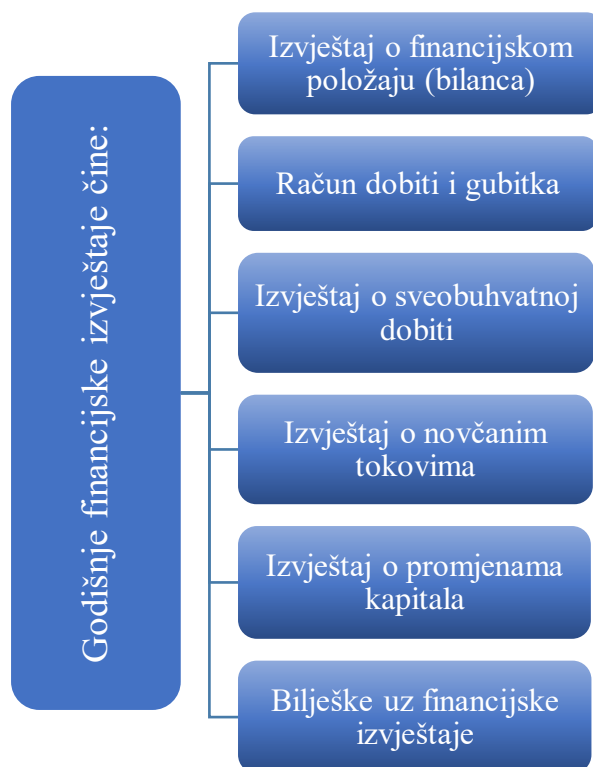 Godišnje financijske izvještaje čine:
Izvještaj o financijskom
položaju (bilanca)
Račun dobiti i gubitka
Izvještaj o sveobuhvatnoj
dobiti
Izvještaj o novčanim
tokovima
Izvještaj o promjenama
kapitala
Bilješke uz financijske
izvještaje